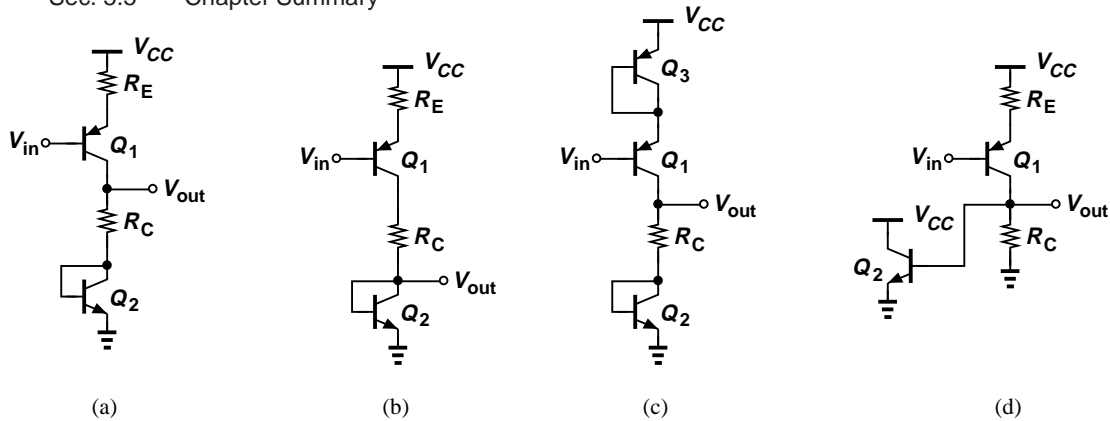 Sec. 5.5 Chapter Summary
VCC
RE
Vin
Q1
Vout
RC
Q2
(a)
VCC
RE
Vin
Q1
RC
Vout
Q2
(b)
VCC
Q3
Vin
Q1
Vout
RC
Q2
(c)
VCC
RE
Vin
Q1
Vout
VCC
RC
Q2
(d)